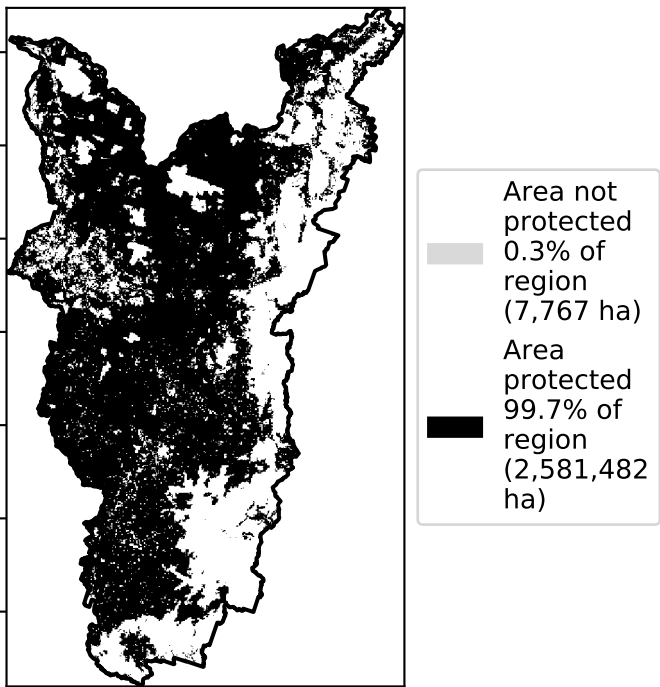 Area not
protected
0.3% of
region
(7,767 ha)
Area
protected
99.7% of
region
(2,581,482
ha)